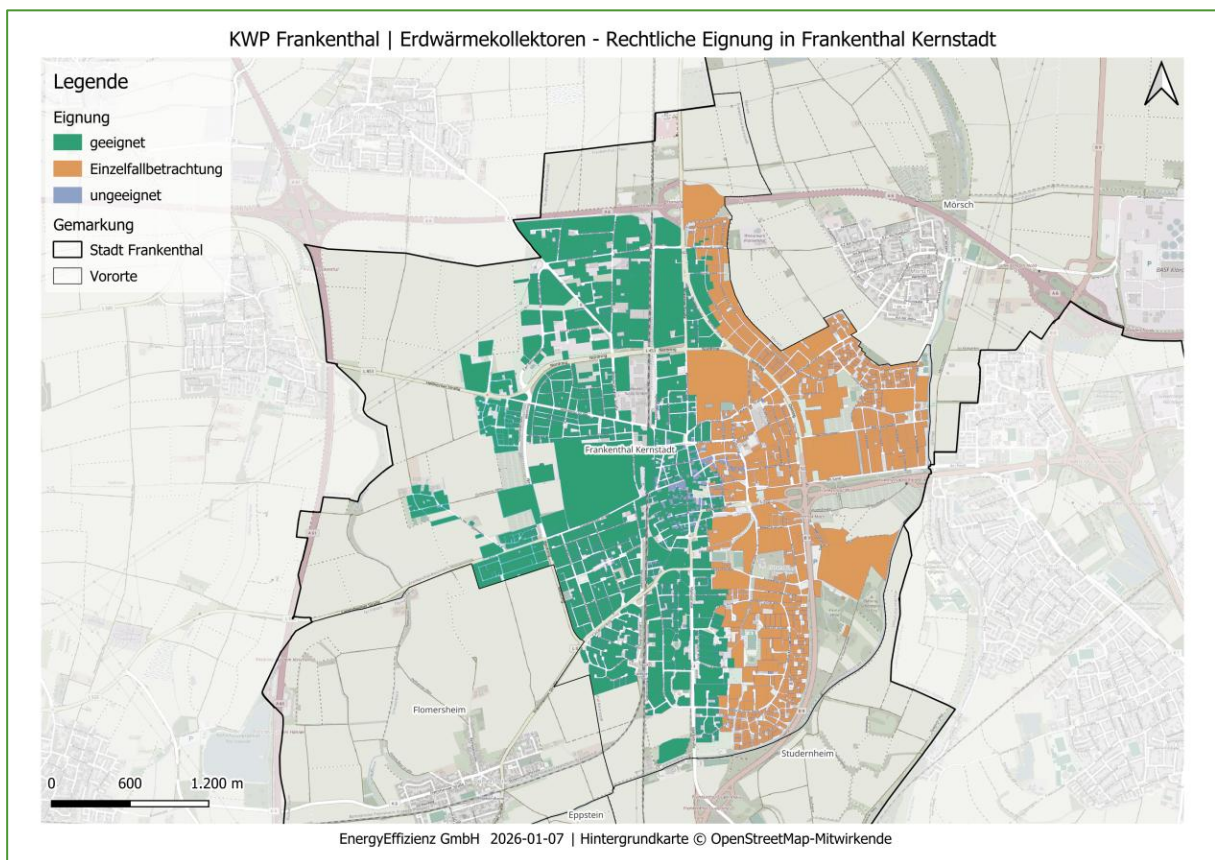 KWP Frankenthal | Erdwärmekollektoren - Rechtliche Eignung in Frankenthal Kernstadt
Legende
Eignung
geeignet
Einzelfallbetrachtung
ungeeignet
Gemarkung
Stadt Frankenthal
Vororte
Mörsch
Frankenthal Kernstadt
Flomersheim
Studernheim
Eppstein
0 600 1.200 m
EnergyEffizienz GmbH 2026-01-07 | Hintergrundkarte © OpenStreetMap-Mitwirkende